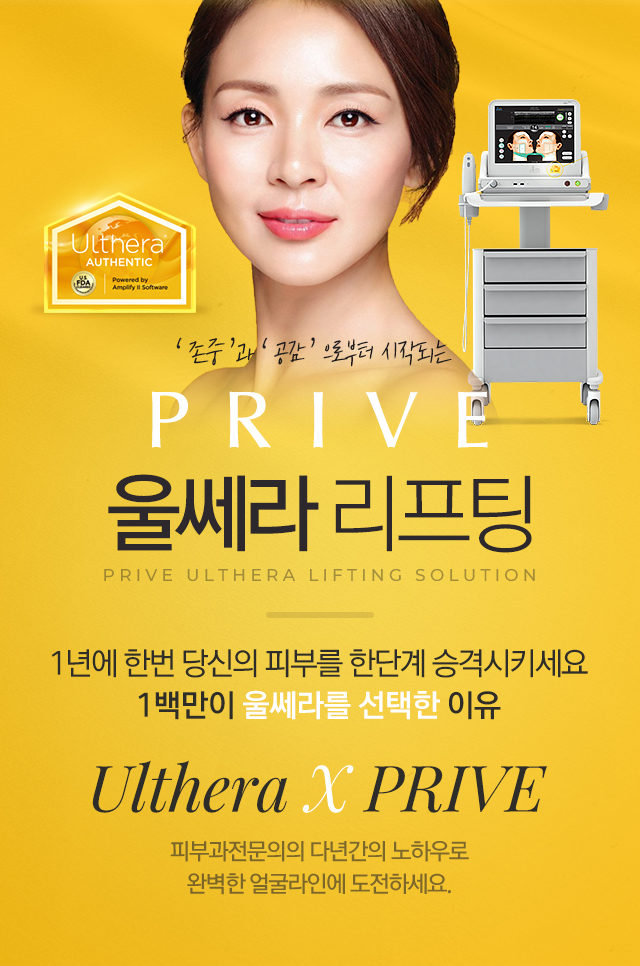 Ulthera
AUTHENTIC
U.S.
FDA
Powered by
Amplify II Software
‘존중’과 ‘공감’으로부터 시작되는
PRIVE
울쎄라 리프팅
PRIVE ULTHERA LIFTING SOLUTION
1년에 한번 당신의 피부를 한단계 승격시키세요
1백만이 울쎄라를 선택한 이유
Ulthera X PRIVE
피부과전문의의 다년간의 노하우로
완벽한 얼굴라인에 도전하세요.